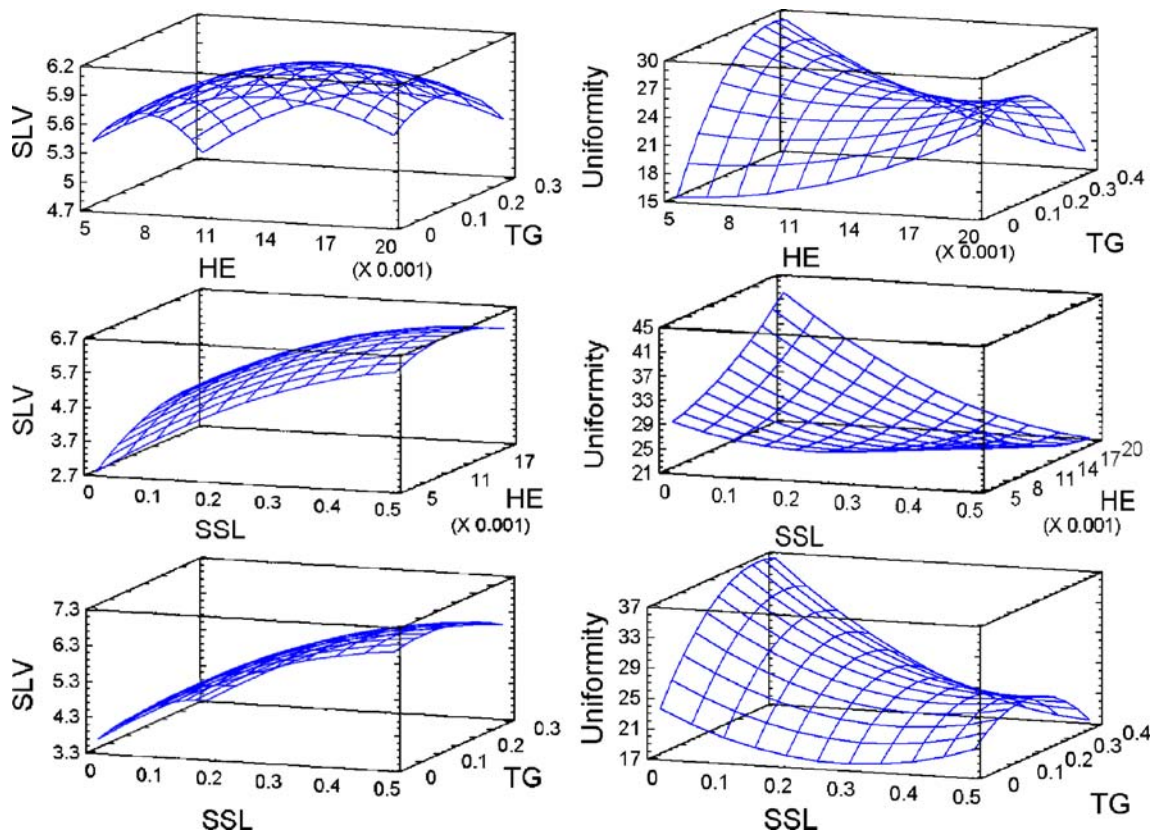 6.2
5.9
5.6
5.3
5
4.7
SLV
5 8 11 14 17 20
(X 0.001)
HE
0 0.1 0.2 0.3
TG
30
27
24
21
18
15
Uniformity
5 8 11 14 17 20
(X 0.001)
HE
0 0.1 0.2 0.3 0.4
TG
6.7
5.7
4.7
3.7
2.7
SLV
0 0.1 0.2 0.3 0.4 0.5
SSL
5 11 17
HE
(X 0.001)
45
41
37
33
29
25
21
Uniformity
0 0.1 0.2 0.3 0.4 0.5
SSL
5 8 11 14 17 20
HE
(X 0.001)
7.3
6.3
5.3
4.3
3.3
SLV
0 0.1 0.2 0.3 0.4 0.5
SSL
0 0.1 0.2 0.3
TG
37
33
29
25
21
17
Uniformity
0 0.1 0.2 0.3 0.4 0.5
SSL
0 0.1 0.2 0.3 0.4
TG